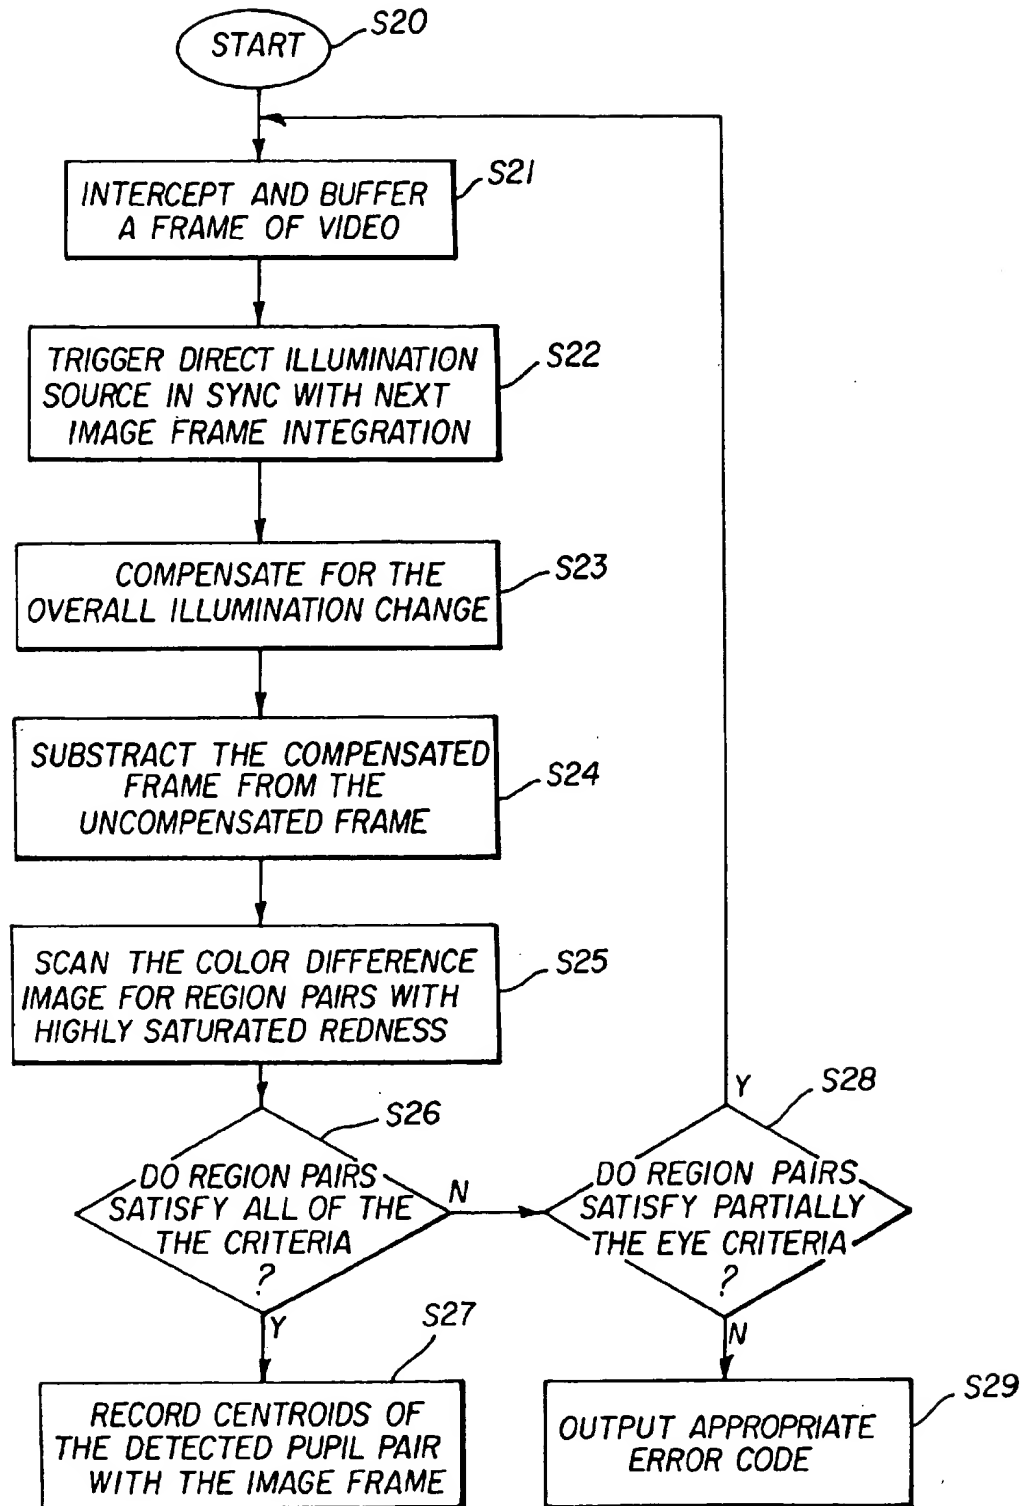 START
S20
INTERCEPT AND BUFFER
A FRAME OF VIDEO
S21
TRIGGER DIRECT ILLUMINATION
SOURCE IN SYNC WITH NEXT
IMAGE FRAME INTEGRATION
S22
COMPENSATE FOR THE
OVERALL ILLUMINATION CHANGE
S23
SUBSTRACT THE COMPENSATED
FRAME FROM THE
UNCOMPENSATED FRAME
S24
SCAN THE COLOR DIFFERENCE
IMAGE FOR REGION PAIRS WITH
HIGHLY SATURATED REDNESS
S25
DO REGION PAIRS
SATISFY ALL OF THE
THE CRITERIA
?
S26
N
Y
DO REGION PAIRS
SATISFY PARTIALLY
THE EYE CRITERIA
?
S28
Y
N
RECORD CENTROIDS OF
THE DETECTED PUPIL PAIR
WITH THE IMAGE FRAME
S27
OUTPUT APPROPRIATE
ERROR CODE
S29